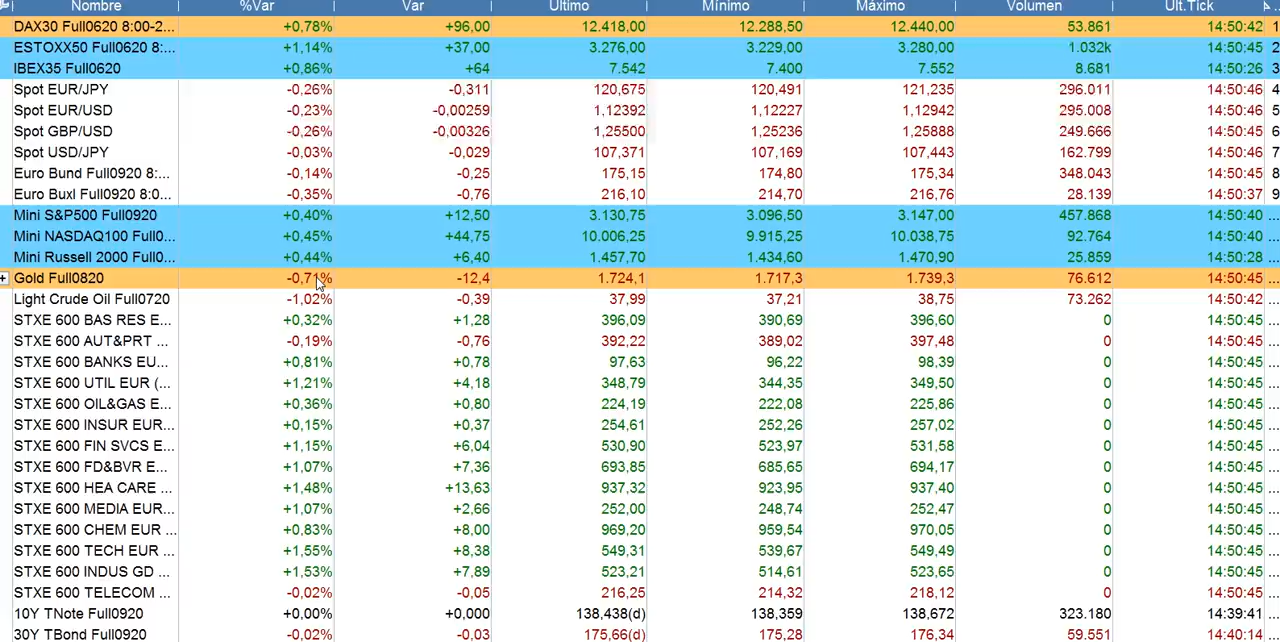 Nombre %Var Var Último Mínimo Máximo Volumen Últ.Tick
DAX30 Full0620 8:00-2... +0,78% +96,00 12.418,00 12.288,50 12.440,00 53.861 14:50:42 1
ESTOXX50 Full0620 8:... +1,14% +37,00 3.276,00 3.229,00 3.280,00 1.032k 14:50:45 2
IBEX35 Full0620 +0,86% +64 7.542 7.400 7.552 8.681 14:50:26 3
Spot EUR/JPY -0,26% -0,311 120,675 120,491 121,235 296.011 14:50:46 4
Spot EUR/USD -0,23% -0,00259 1,12392 1,12227 1,12942 295.008 14:50:46 5
Spot GBP/USD -0,26% -0,00326 1,25500 1,25236 1,25888 249.666 14:50:45 6
Spot USD/JPY -0,03% -0,029 107,371 107,169 107,443 162.799 14:50:46 7
Euro Bund Full0920 8:... -0,14% -0,25 175,15 174,80 175,34 348.043 14:50:45 8
Euro Buxl Full0920 8:0... -0,35% -0,76 216,10 214,70 216,76 28.139 14:50:37 9
Mini S&P500 Full0920 +0,40% +12,50 3.130,75 3.096,50 3.147,00 457.868 14:50:40 ...
Mini NASDAQ100 Full0... +0,45% +44,75 10.006,25 9.915,25 10.038,75 92.764 14:50:40 ...
Mini Russell 2000 Full0... +0,44% +6,40 1.457,70 1.434,60 1.470,90 25.859 14:50:28 ...
Gold Full0820 -0,71% -12,4 1.724,1 1.717,3 1.739,3 76.612 14:50:45 ...
Light Crude Oil Full0720 -1,02% -0,39 37,99 37,21 38,75 73.262 14:50:42 ...
STXE 600 BAS RES E... +0,32% +1,28 396,09 390,69 396,60 0 14:50:45 ...
STXE 600 AUT&PRT ... -0,19% -0,76 392,22 389,02 397,48 0 14:50:45 ...
STXE 600 BANKS EU... +0,81% +0,78 97,63 96,22 98,39 0 14:50:45 ...
STXE 600 UTIL EUR (... +1,21% +4,18 348,79 344,35 349,50 0 14:50:45 ...
STXE 600 OIL&GAS E... +0,36% +0,80 224,19 222,08 225,86 0 14:50:45 ...
STXE 600 INSUR EUR... +0,15% +0,37 254,61 252,26 257,02 0 14:50:45 ...
STXE 600 FIN SVCS E... +1,15% +6,04 530,90 523,97 531,58 0 14:50:45 ...
STXE 600 FD&BVR E... +1,07% +7,36 693,85 685,65 694,17 0 14:50:45 ...
STXE 600 HEA CARE ... +1,48% +13,63 937,32 923,95 937,40 0 14:50:45 ...
STXE 600 MEDIA EUR... +1,07% +2,66 252,00 248,74 252,47 0 14:50:45 ...
STXE 600 CHEM EUR ... +0,83% +8,00 969,20 959,54 970,05 0 14:50:45 ...
STXE 600 TECH EUR ... +1,55% +8,38 549,31 539,67 549,49 0 14:50:45 ...
STXE 600 INDUS GD ... +1,53% +7,89 523,21 514,61 523,65 0 14:50:45 ...
STXE 600 TELECOM ... -0,02% -0,05 216,25 214,32 218,12 0 14:50:45 ...
10Y TNote Full0920 +0,00% +0,000 138,438(d) 138,359 138,672 323.180 14:39:41 ...
30Y TBond Full0920 -0,02% -0,03 175,66(d) 175,28 176,34 59.551 14:40:14 ...